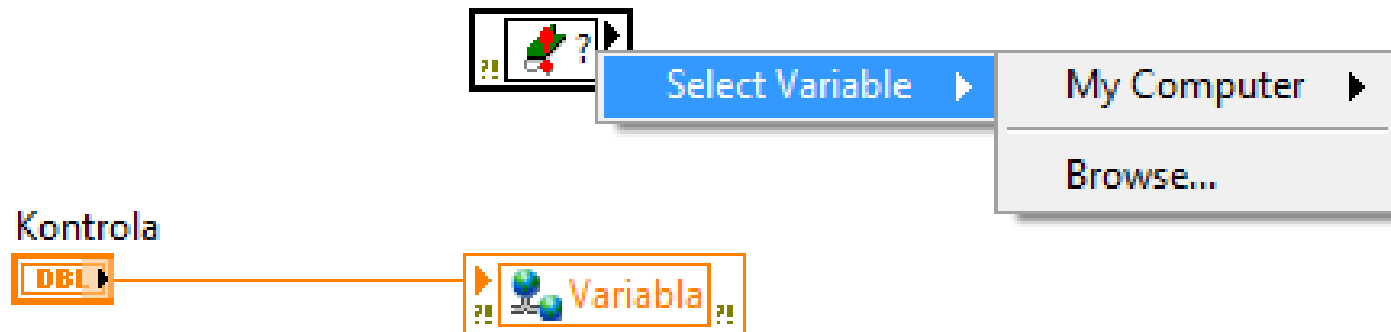 ?! ?
Select Variable
My Computer
Browse...
Kontrola
DBL
?! Variabla ?!